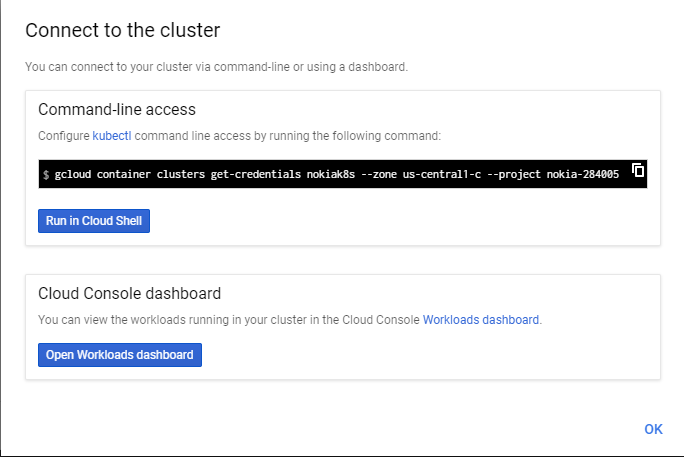 Connect to the cluster
You can connect to your cluster via command-line or using a dashboard.
Command-line access
Configure kubectl command line access by running the following command:
$ gcloud container clusters get-credentials nokiak8s --zone us-central1-c --project nokia-284005
Run in Cloud Shell
Cloud Console dashboard
You can view the workloads running in your cluster in the Cloud Console Workloads dashboard.
Open Workloads dashboard
OK